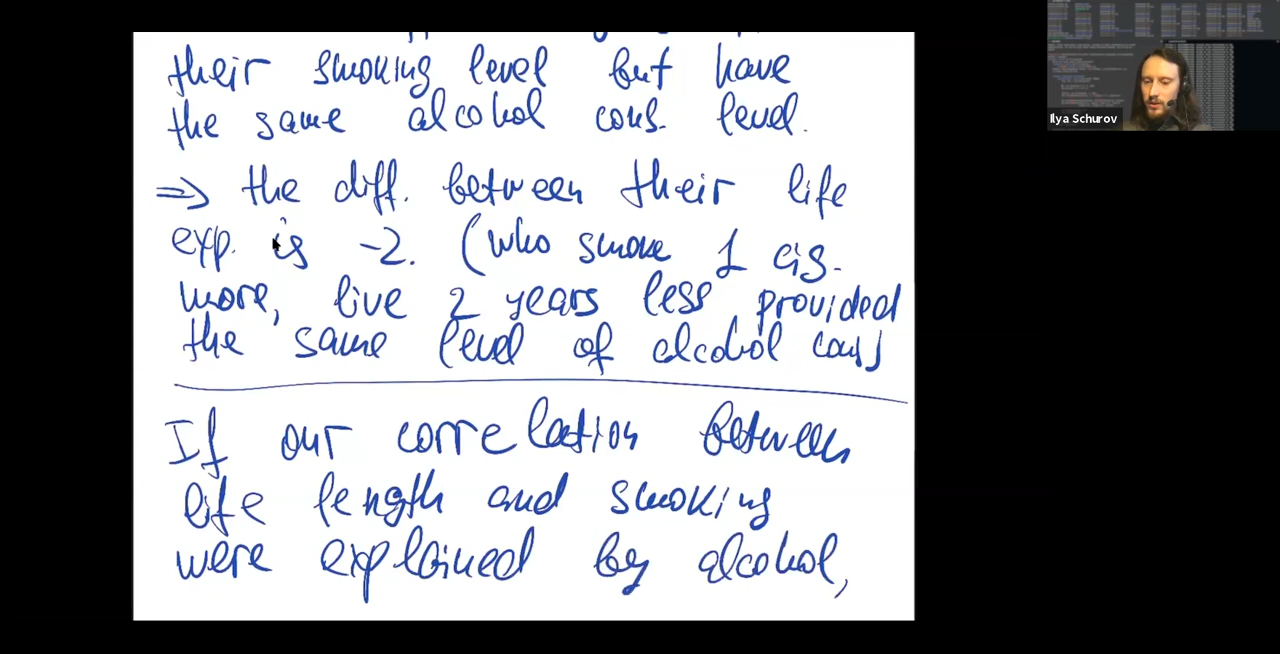 their smoking level but have
the same alcohol cons. level.
=> the diff. between their life
exp. is -2. (who smoke 1 cig.
more, live 2 years less provided
the same level of alcohol cons)
If our correlation between
life length and smoking
were explained by alcohol,
Ilya Schurov